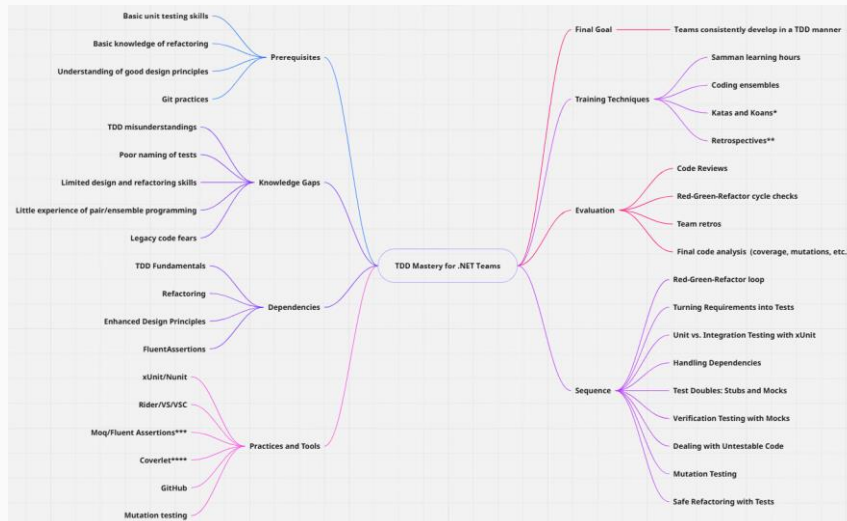 Basic unit testing skills
Basic knowledge of refactoring
Understanding of good design principles
Git practices
Prerequisites
TDD misunderstandings
Poor naming of tests
Limited design and refactoring skills
Little experience of pair/ensemble programming
Legacy code fears
Knowledge Gaps
TDD Fundamentals
Refactoring
Enhanced Design Principles
FluentAssertions
Dependencies
xUnit/Nunit
Rider/VS/VSC
Moq/Fluent Assertions***
Coverlet****
GitHub
Mutation testing
Practices and Tools
TDD Mastery for .NET Teams
Final Goal
Teams consistently develop in a TDD manner
Training Techniques
Samman learning hours
Coding ensembles
Katas and Koans*
Retrospectives**
Evaluation
Code Reviews
Red-Green-Refactor cycle checks
Team retros
Final code analysis (coverage, mutations, etc.
Sequence
Red-Green-Refactor loop
Turning Requirements into Tests
Unit vs. Integration Testing with xUnit
Handling Dependencies
Test Doubles: Stubs and Mocks
Verification Testing with Mocks
Dealing with Untestable Code
Mutation Testing
Safe Refactoring with Tests